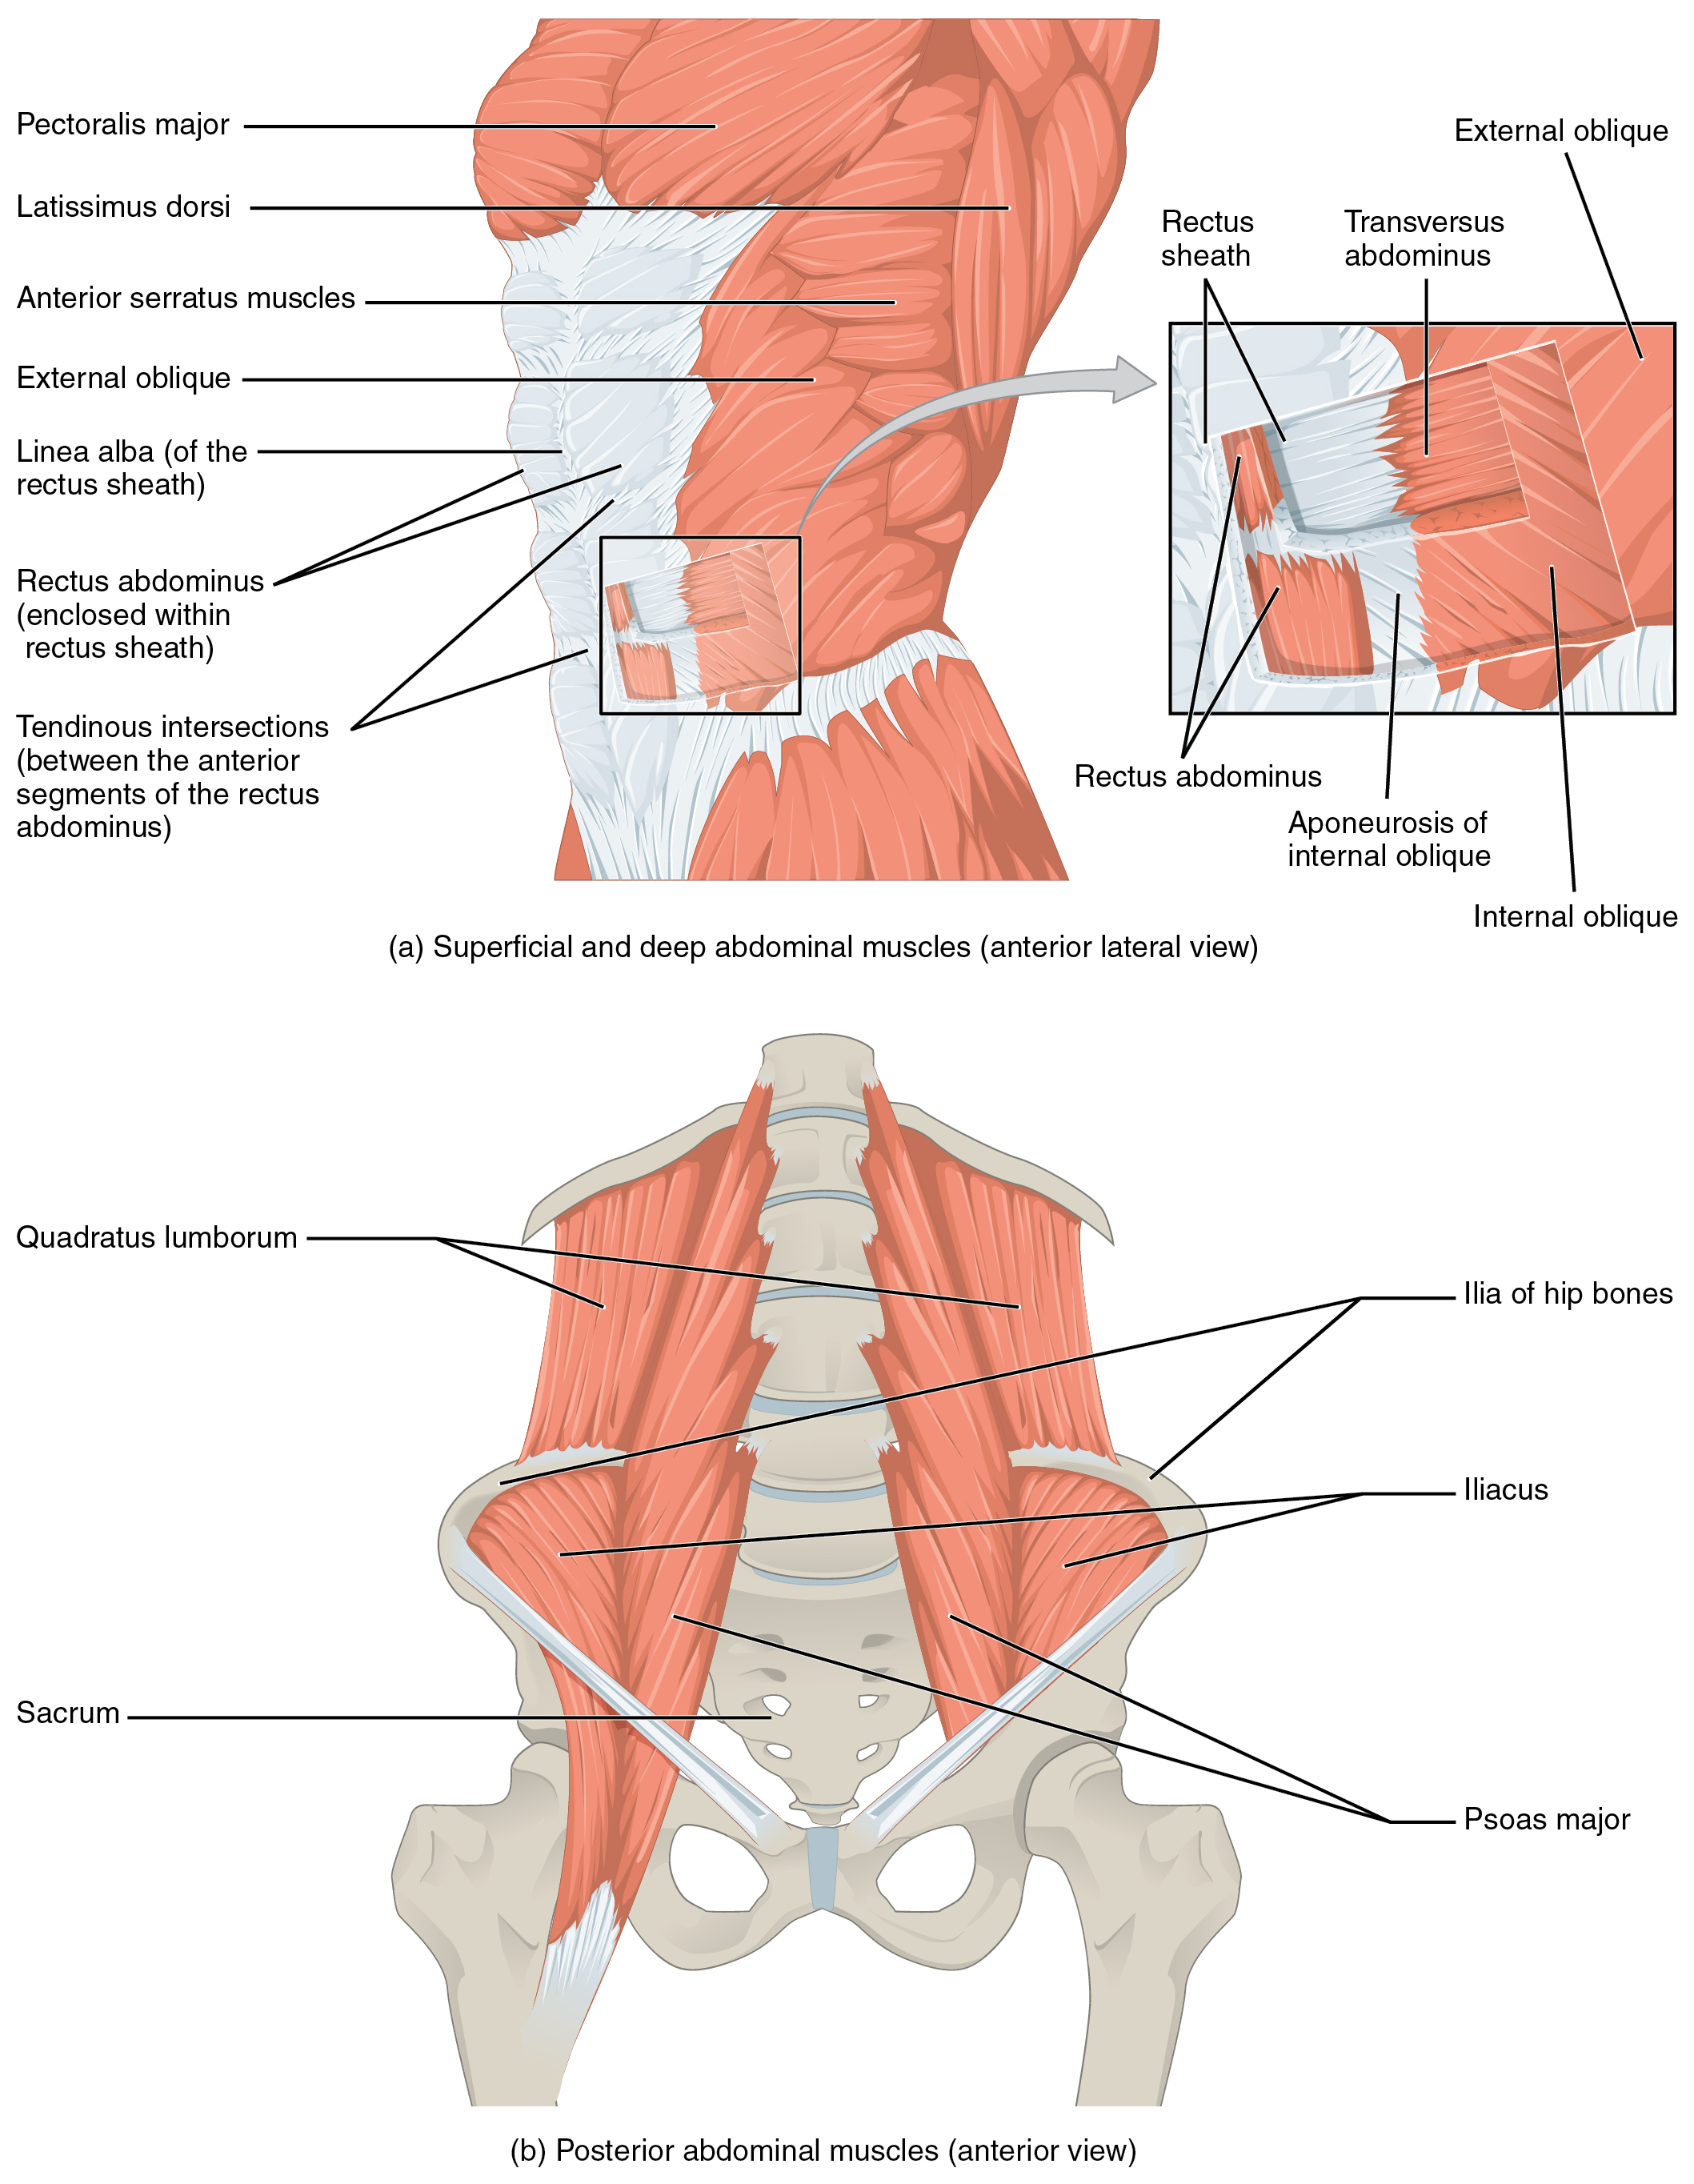 Pectoralis major
Latissimus dorsi
Anterior serratus muscles
External oblique
Linea alba (of the
rectus sheath)
Rectus abdominus
(enclosed within
rectus sheath)
Tendinous intersections
(between the anterior
segments of the rectus
abdominus)
External oblique
Rectus
sheath
Transversus
abdominus
Rectus abdominus
Aponeurosis of
internal oblique
Internal oblique
(a) Superficial and deep abdominal muscles (anterior lateral view)
Quadratus lumborum
Sacrum
Ilia of hip bones
Iliacus
Psoas major
(b) Posterior abdominal muscles (anterior view)